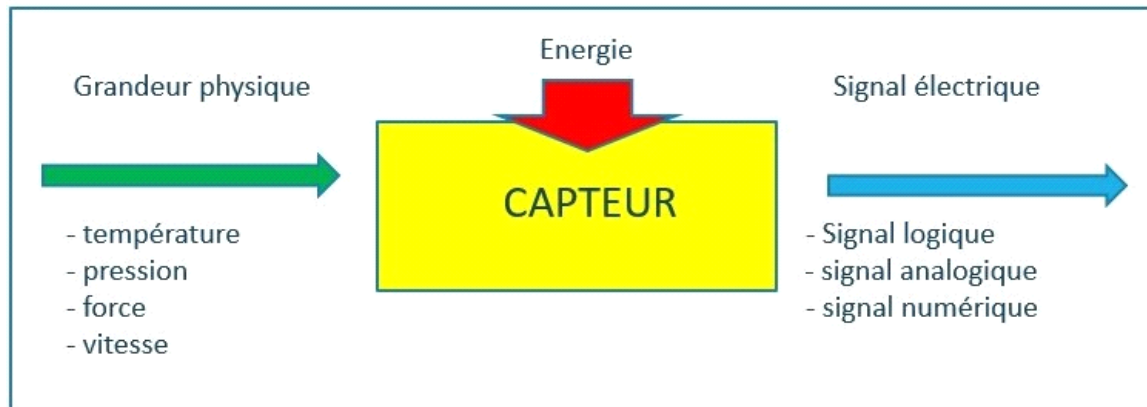 Energie
Grandeur physique
Signal électrique
CAPTEUR
- température
- pression
- force
- vitesse
- Signal logique
- signal analogique
- signal numérique